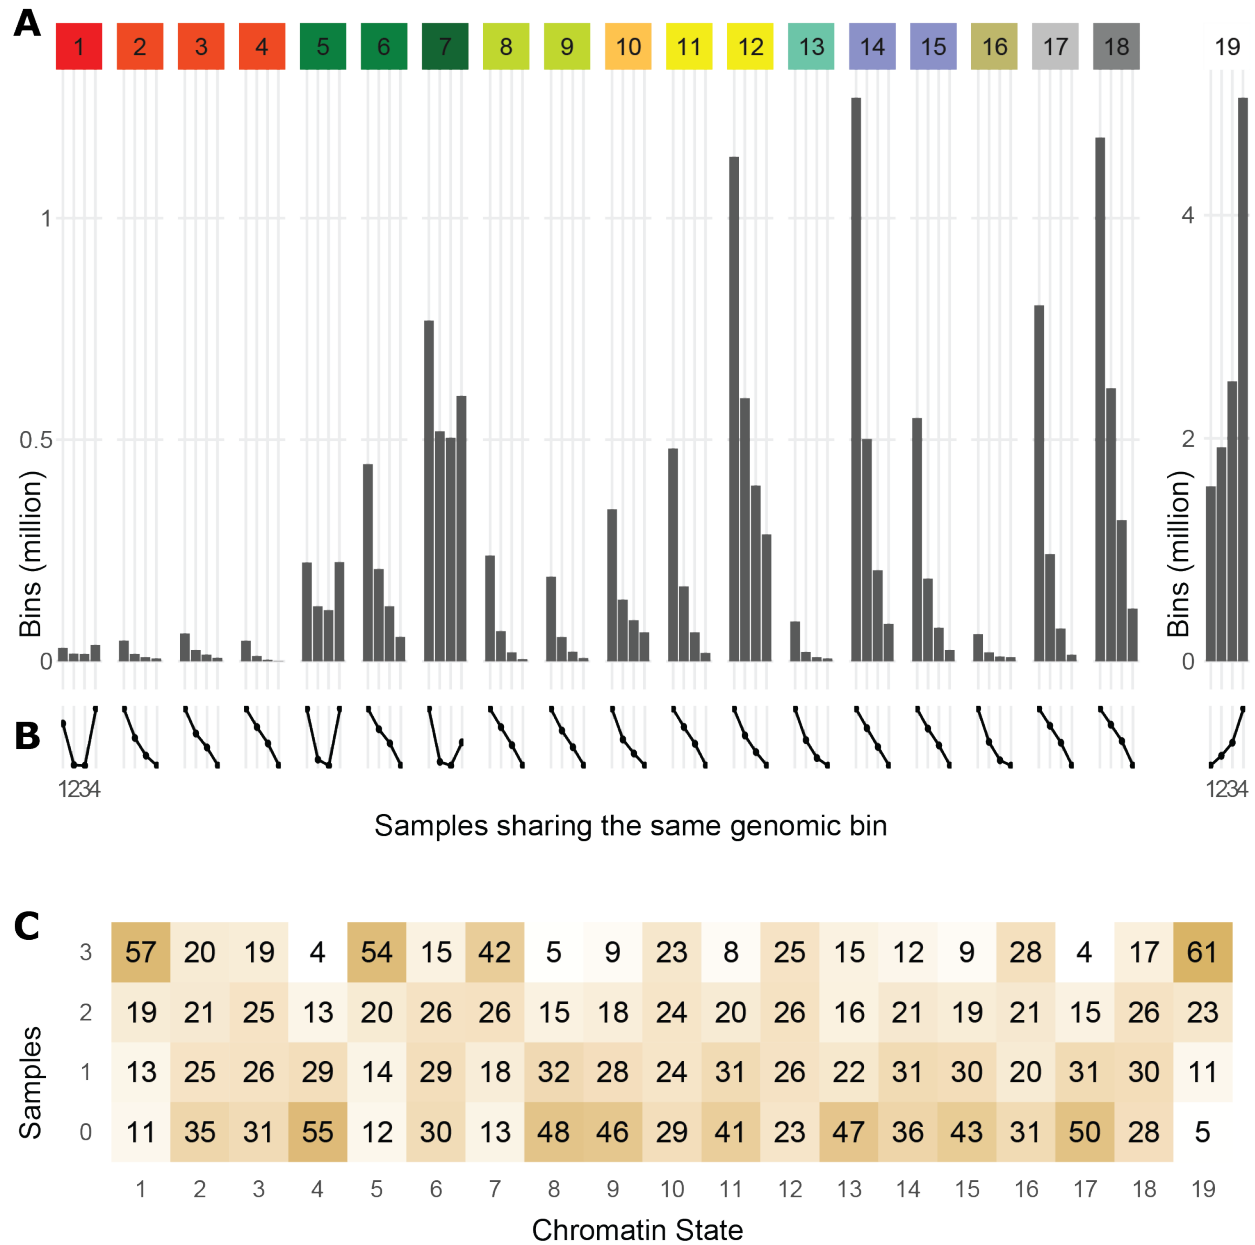 A
1 2 3 4 5 6 7 8 9 10 11 12 13 14 15 16 17 18 19
1
0.5
0
Bins (million)
4
2
0
Bins (million)
B
1234
1234
Samples sharing the same genomic bin
C
Samples
3 57 20 19 4 54 15 42 5 9 23 8 25 15 12 9 28 4 17 61
2 19 21 25 13 20 26 26 15 18 24 20 26 16 21 19 21 15 26 23
1 13 25 26 29 14 29 18 32 28 24 31 26 22 31 30 20 31 30 11
0 11 35 31 55 12 30 13 48 46 29 41 23 47 36 43 31 50 28 5
1 2 3 4 5 6 7 8 9 10 11 12 13 14 15 16 17 18 19
Chromatin State